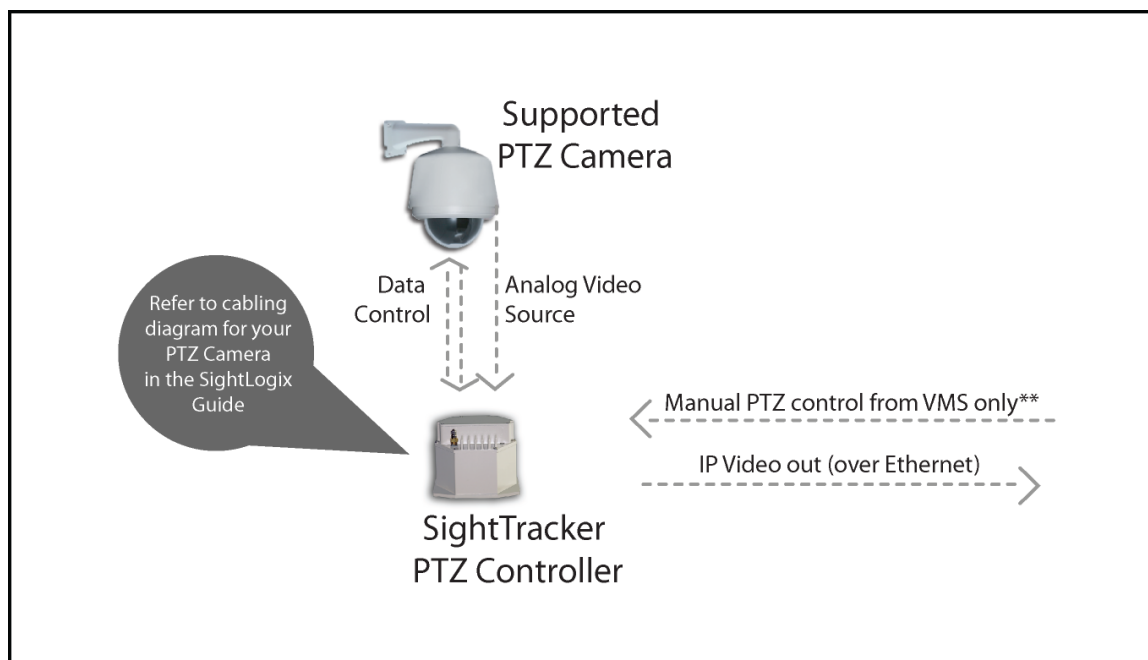 Supported
PTZ Camera
Data
Control
Analog Video
Source
Refer to cabling
diagram for your
PTZ Camera
in the SightLogix
Guide
Manual PTZ control from VMS only**
IP Video out (over Ethernet)
SightTracker
PTZ Controller